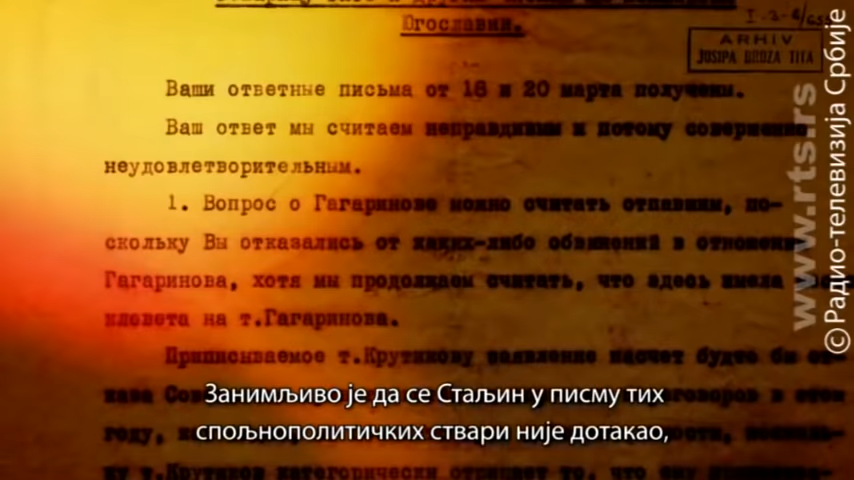 Югославии.
I-3-6/655
ARHIV
JOSIPA BROZA TITA
Ваши ответные письма от 18 и 20 марта получены.
Ваш ответ мы считаем неправдивым и потому совершенно
неудовлетворительным.
1. Вопрос о Гагаринове можно считать отпавшим, по-
скольку Вы отказались от каких-либо обвинений в отношении
Гагаринова, хотя мы продолжаем считать, что здесь имела
клевета на т.Гагаринова.
Приписываемое т.Крутикову заявление насчет будто бы
году,
т.Крутиков категорически отрицает то, что ему
Занимљиво је да се Стаљин у писму тих
спољнополитичких ствари није дотакао,
www.rts.rs
© Радио-телевизија Србије